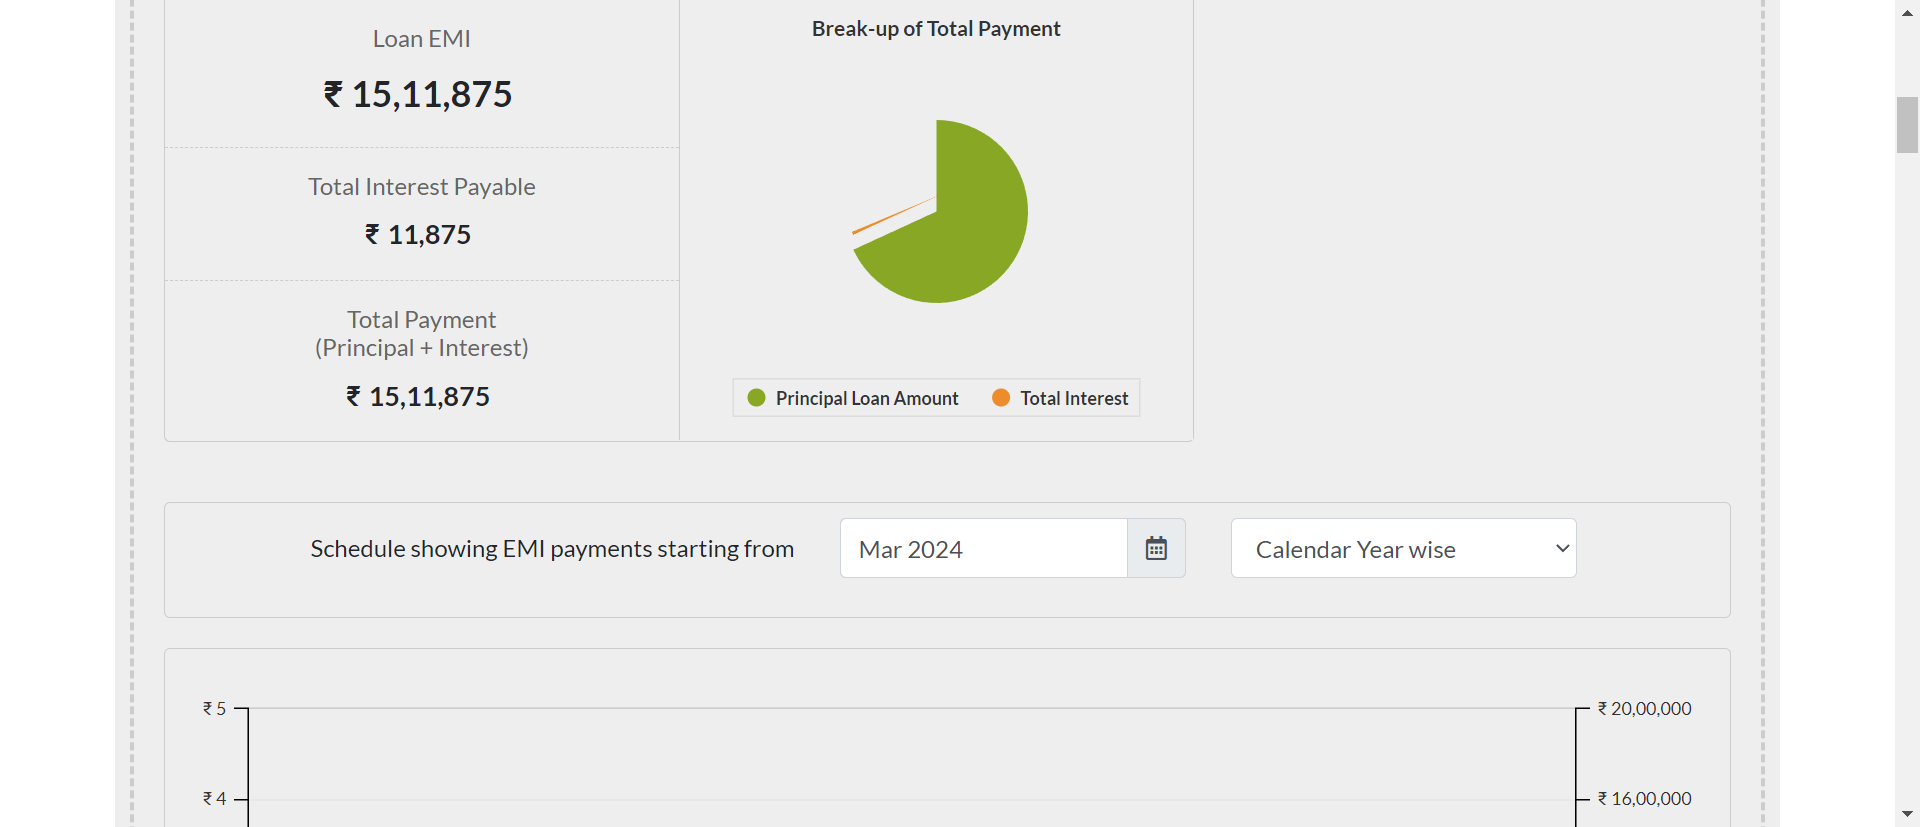 Loan EMI
₹ 15,11,875
Total Interest Payable
₹ 11,875
Total Payment
(Principal + Interest)
₹ 15,11,875
Break-up of Total Payment
Principal Loan Amount
Total Interest
Schedule showing EMI payments starting from
Mar 2024
Calendar Year wise
₹ 5
₹ 20,00,000
₹ 4
₹ 16,00,000